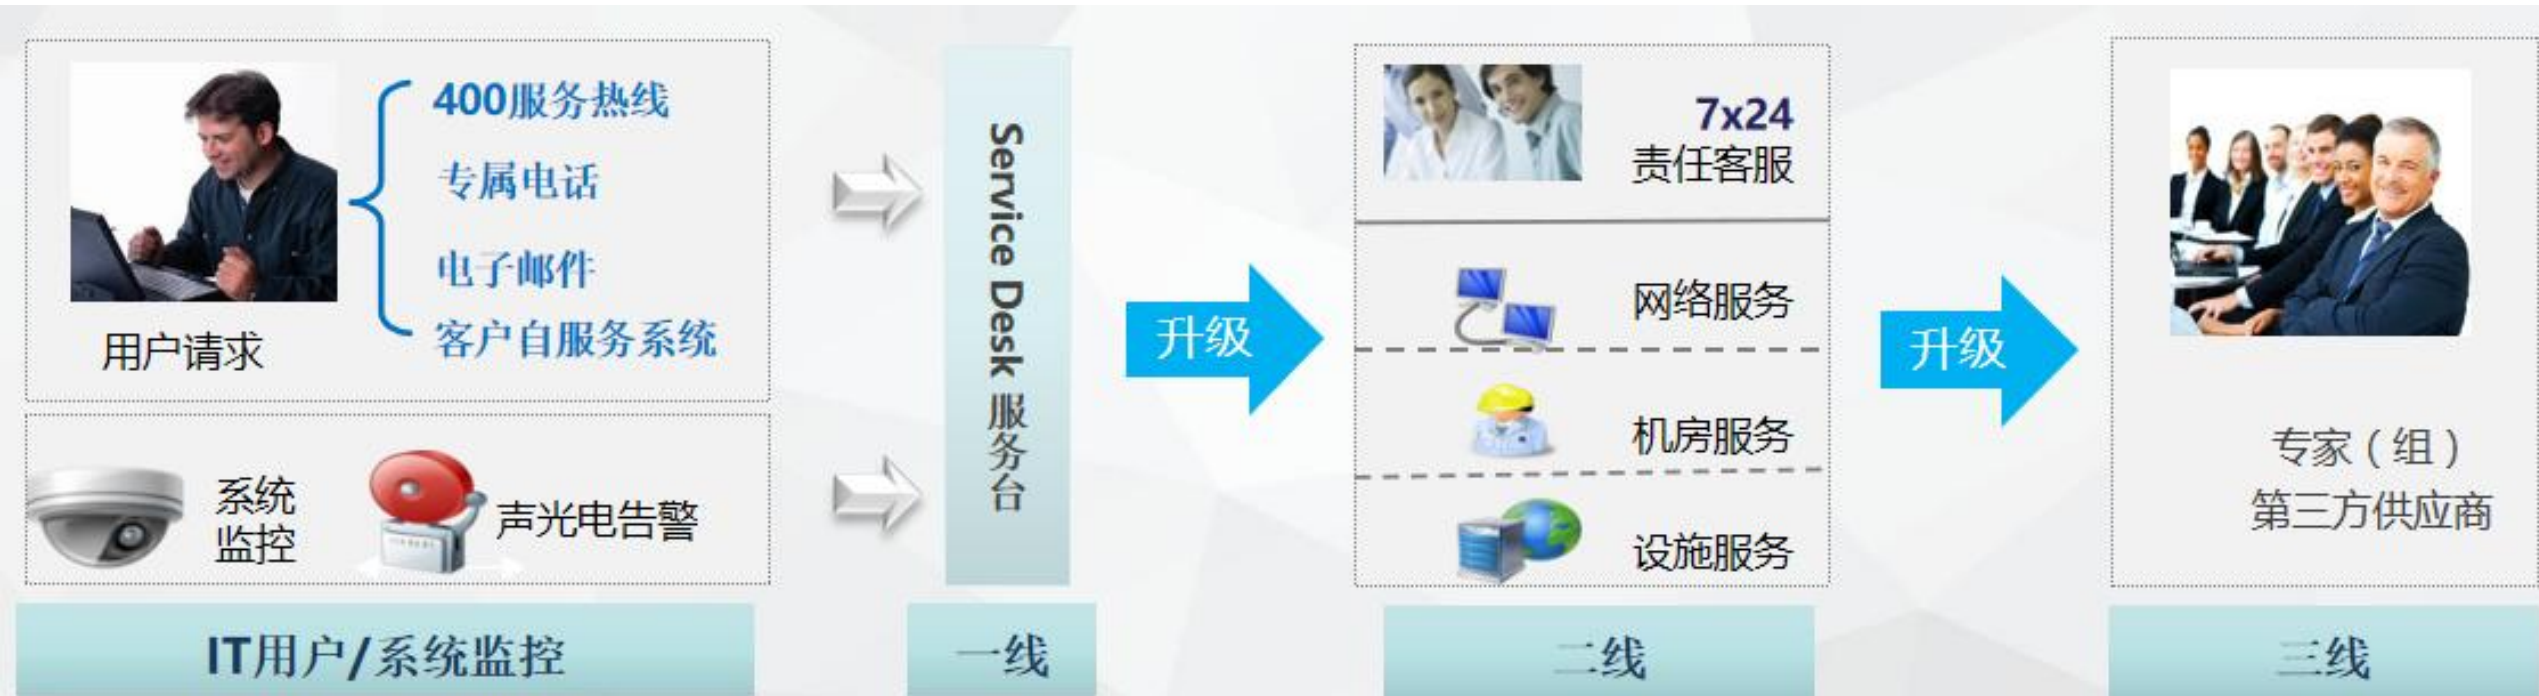 400服务热线
专属电话
电子邮件
客户自服务系统
用户请求
系统
监控
声光电告警
IT用户/系统监控
Service Desk 服务台
一线
升级
7x24
责任客服
网络服务
机房服务
设施服务
二线
升级
专家（组）
第三方供应商
三线